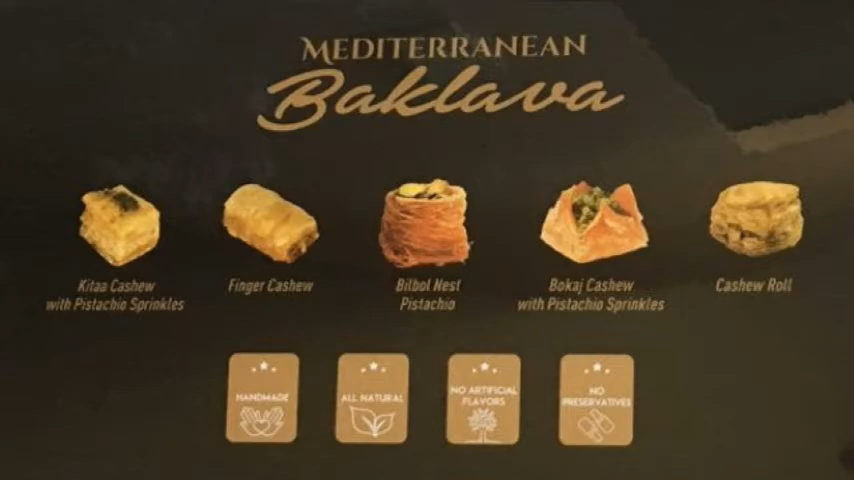 MEDITERRANEAN
Baklava
Kitaa Cashew
with Pistachio Sprinkles
Finger Cashew
Bilbol Nest
Pistachio
Bokaj Cashew
with Pistachio Sprinkles
Cashew Roll
HANDMADE
ALL NATURAL
NO ARTIFICIAL
FLAVORS
NO
PRESERVATIVES